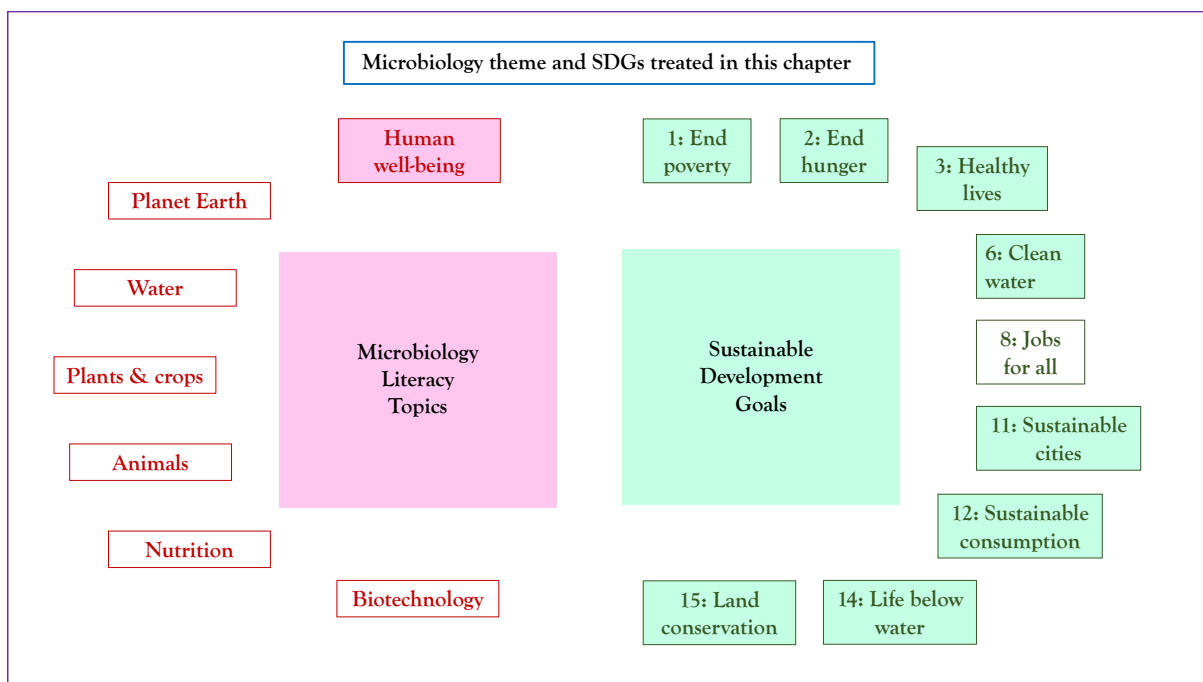 Microbiology theme and SDGs treated in this chapter
Human
well-being
Planet Earth
Water
Plants & crops
Animals
Nutrition
Biotechnology
Microbiology
Literacy
Topics
1: End
poverty
2: End
hunger
3: Healthy
lives
6: Clean
water
8: Jobs
for all
11: Sustainable
cities
12: Sustainable
consumption
14: Life below
water
15: Land
conservation
Sustainable
Development
Goals